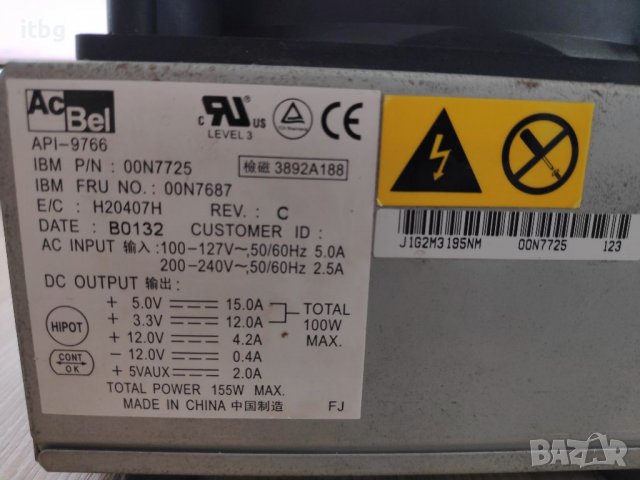 itbg
AcBel
API-9766
c RU US
LEVEL 3
CE
IBM P/N : 00N7725
檢磁 3892A188
IBM FRU NO. : 00N7687
E/C : H20407H REV. : C
DATE : B0132 CUSTOMER ID :
AC INPUT 输入 : 100-127V~,50/60Hz 5.0A
200-240V~,50/60Hz 2.5A
DC OUTPUT 输出 :
+ 5.0V 15.0A
+ 3.3V 12.0A
TOTAL
100W
MAX.
+ 12.0V 4.2A
- 12.0V 0.4A
+ 5VAUX 2.0A
HIPOT
CONT
OK
TOTAL POWER 155W MAX.
MADE IN CHINA 中国制造 FJ
J1G2M3195NM 00N7725 123
BAZAR